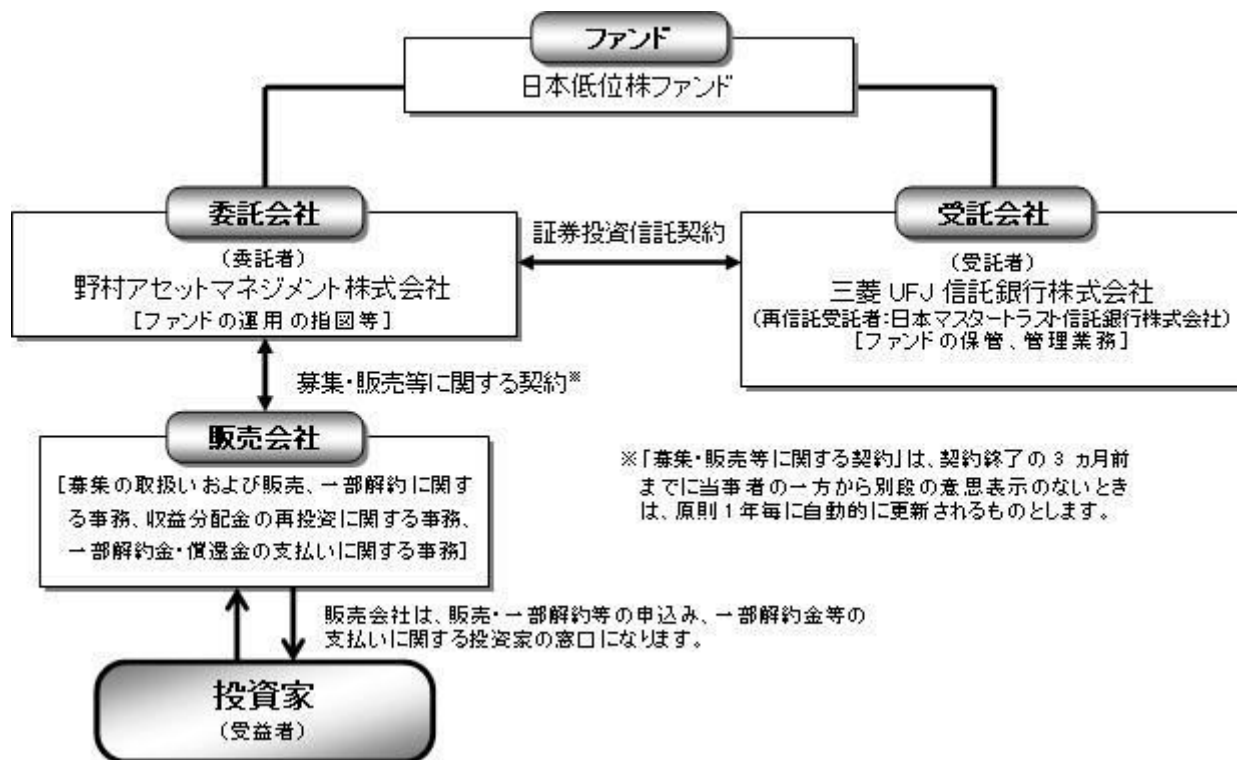 ファンド
日本低位株ファンド
委託会社
(委託者)
野村アセットマネジメント株式会社
[ファンドの運用の指図等]
証券投資信託契約
受託会社
(受託者)
三菱UFJ信託銀行株式会社
(再信託受託者:日本マスタートラスト信託銀行株式会社)
[ファンドの保管、管理業務]
募集・販売等に関する契約※
販売会社
[募集の取扱いおよび販売、一部解約に関す
る事務、収益分配金の再投資に関する事務、
一部解約金・償還金の支払いに関する事務]
※「募集・販売等に関する契約」は、契約終了の3ヵ月前
までに当事者の一方から別段の意思表示のないとき
は、原則1年毎に自動的に更新されるものとします。
販売会社は、販売・一部解約等の申込み、一部解約金等の
支払いに関する投資家の窓口になります。
投資家
(受益者)